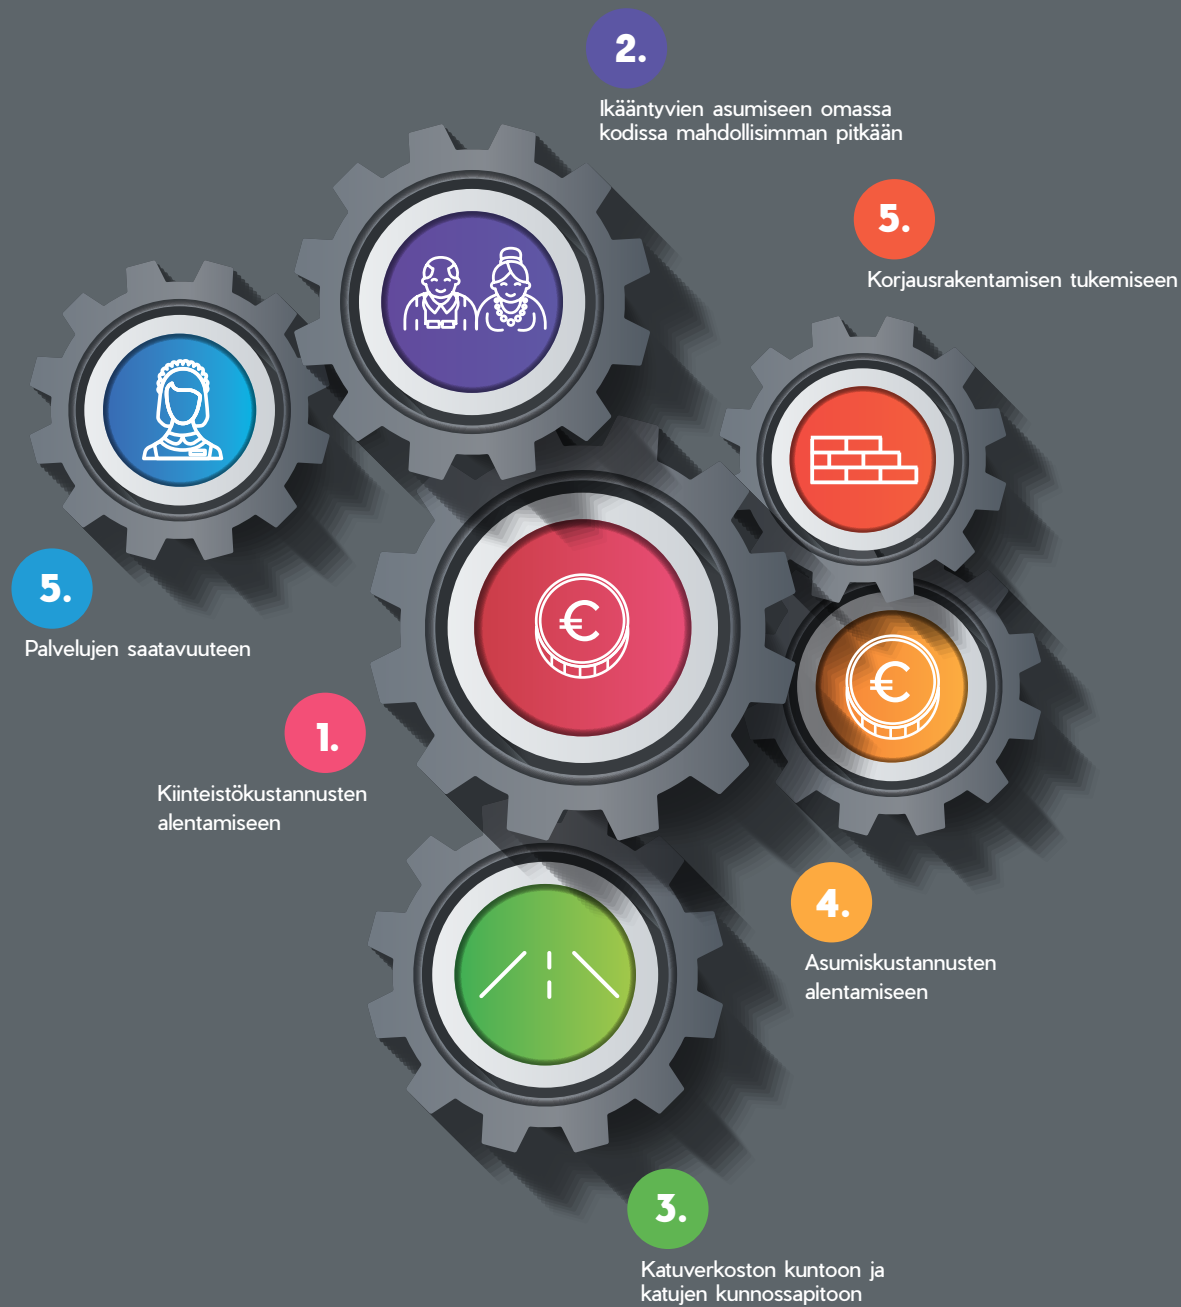 2.
Ikääntyvien asumiseen omassa
kodissa mahdollisimman pitkään
5.
Korjausrakentamisen tukemiseen
5.
Palvelujen saatavuuteen
€
€
1.
Kiinteistökustannusten
alentamiseen
4.
Asumiskustannusten
alentamiseen
3.
Katuverkoston kuntoon ja
katujen kunnossapitoon